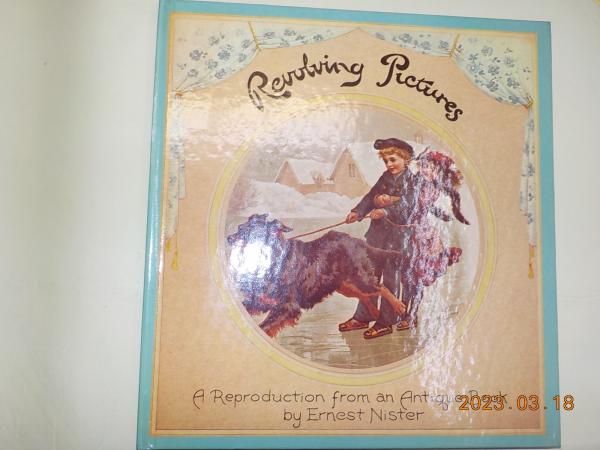 Revolving Pictures
A Reproduction from an Antique Book
by Ernest Nister
2023.03.18